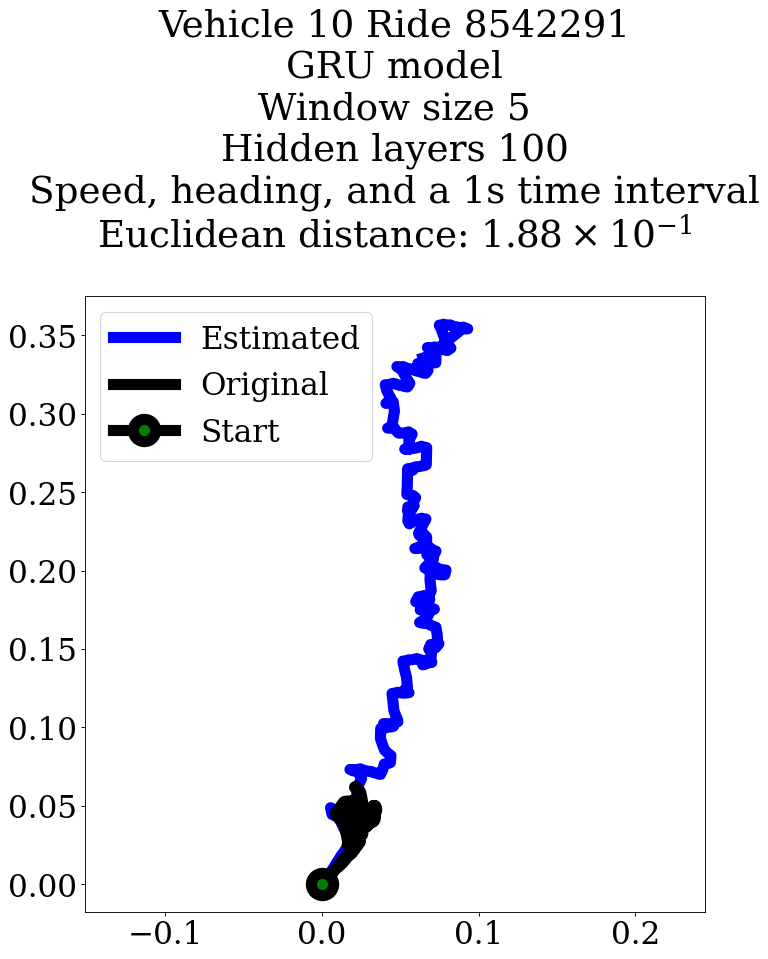 Vehicle 10 Ride 8542291
GRU model
Window size 5
Hidden layers 100
Speed, heading, and a 1s time interval
Euclidean distance: 1.88 × 10⁻¹
Estimated
Original
Start
0.35
0.30
0.25
0.20
0.15
0.10
0.05
0.00
−0.1 0.0 0.1 0.2